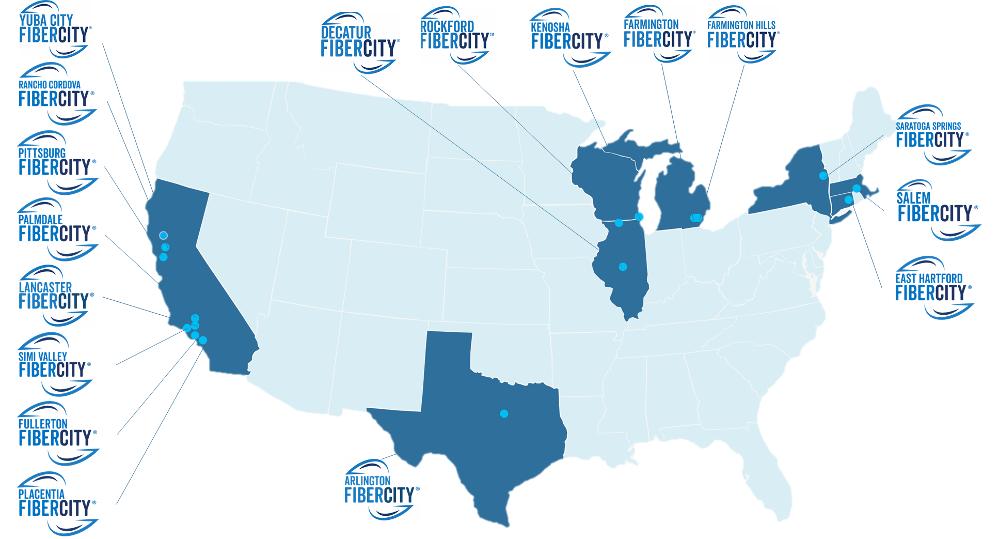 YUBA CITY
FIBERCITY®
RANCHO CORDOVA
FIBERCITY®
PITTSBURG
FIBERCITY®
PALMDALE
FIBERCITY®
LANCASTER
FIBERCITY®
SIMI VALLEY
FIBERCITY®
FULLERTON
FIBERCITY®
PLACENTIA
FIBERCITY®
DECATUR
FIBERCITY®
ROCKFORD
FIBERCITY™
KENOSHA
FIBERCITY®
FARMINGTON
FIBERCITY®
FARMINGTON HILLS
FIBERCITY®
SARATOGA SPRINGS
FIBERCITY®
SALEM
FIBERCITY®
EAST HARTFORD
FIBERCITY®
ARLINGTON
FIBERCITY®